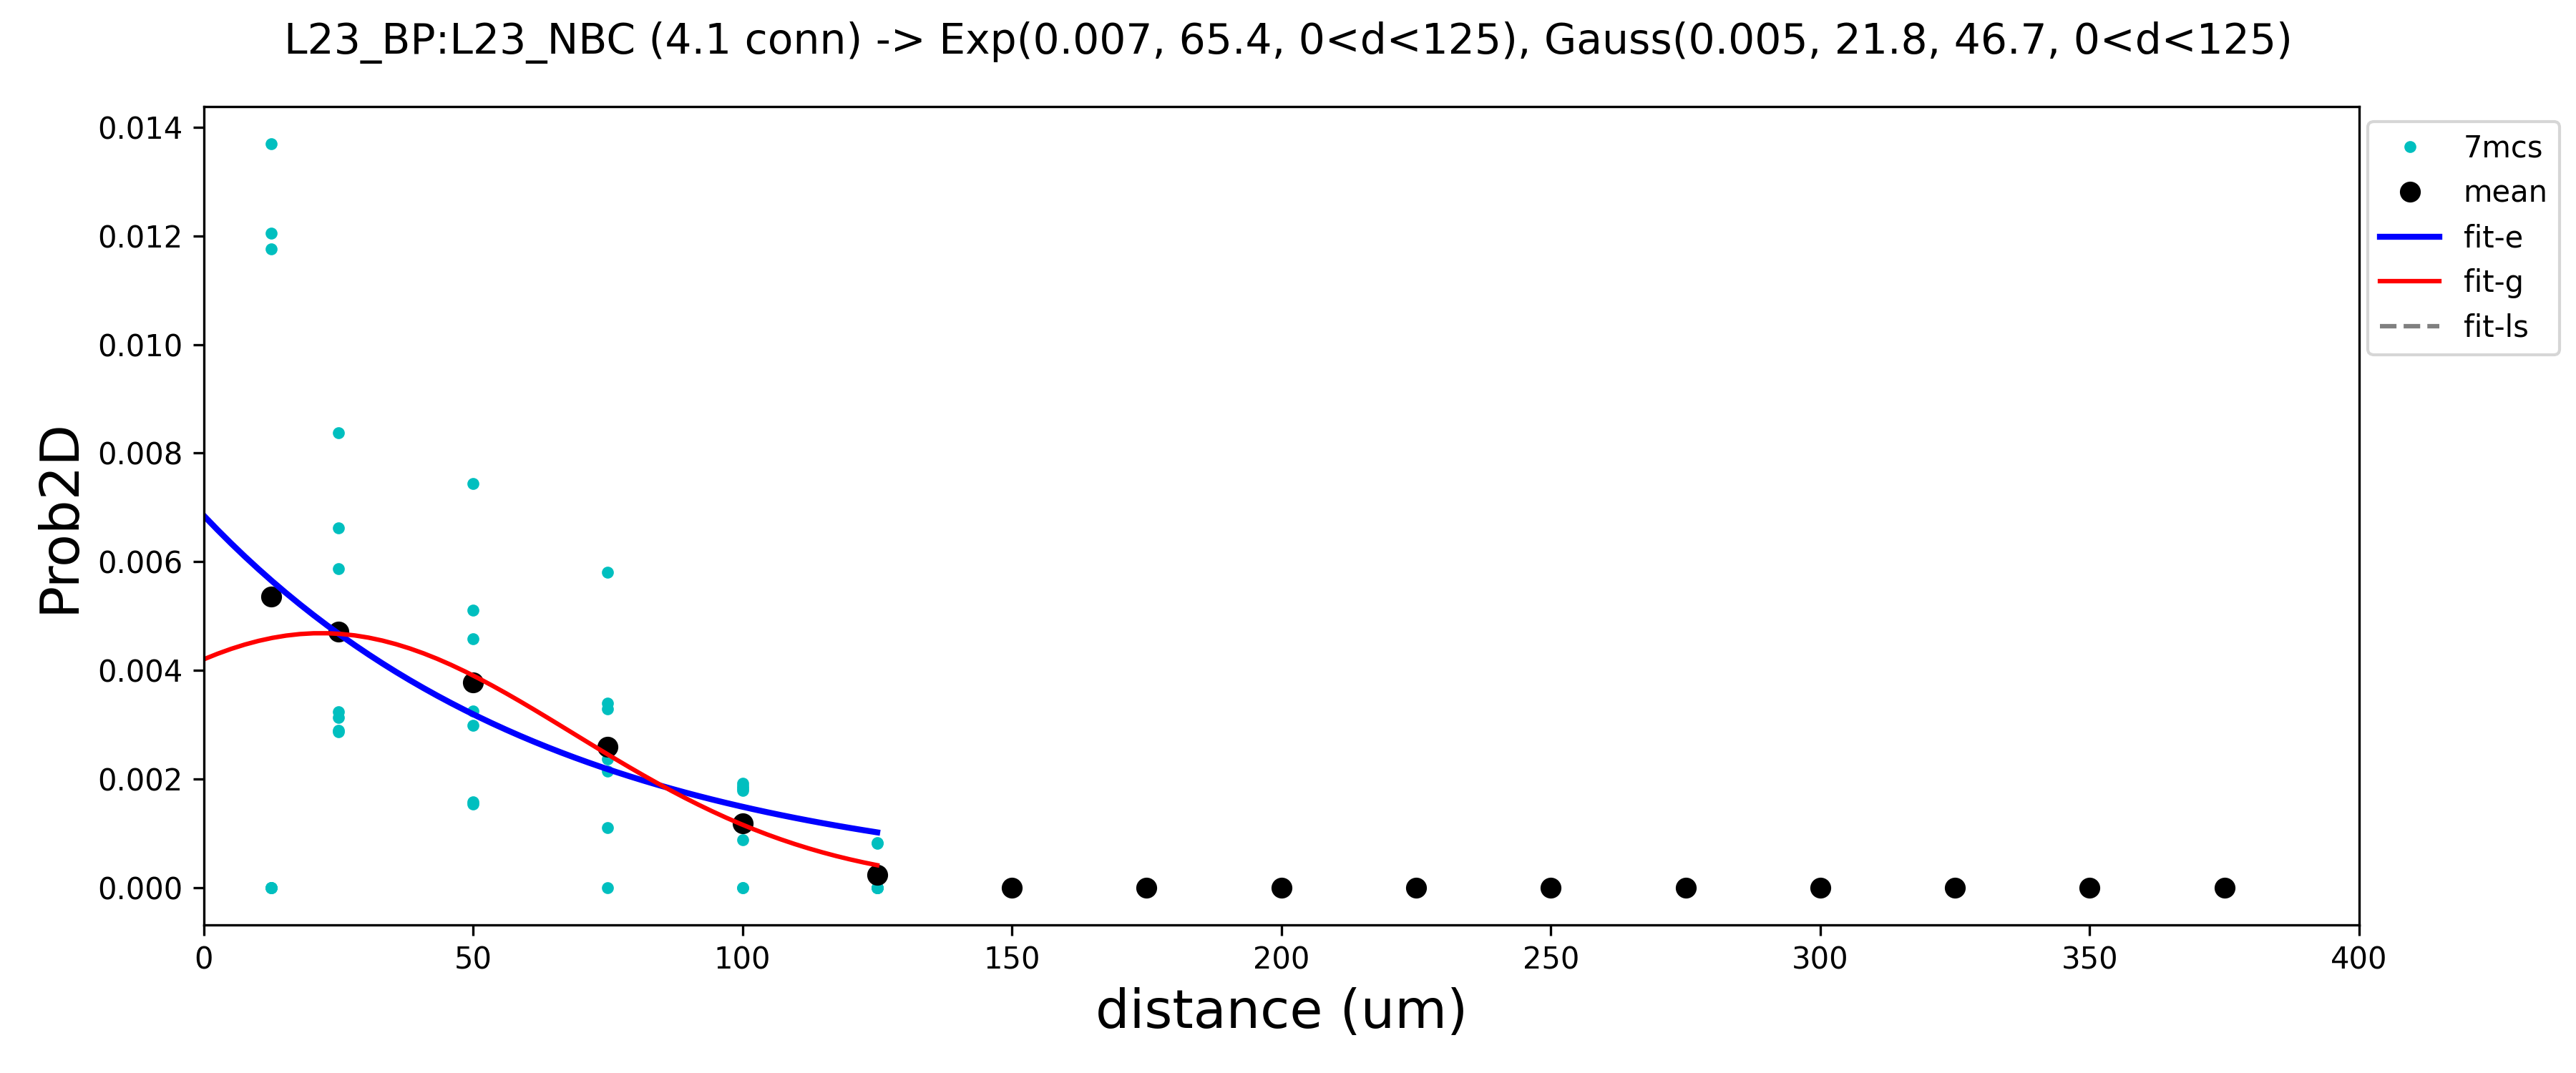 L23_BP:L23_NBC (4.1 conn) -> Exp(0.007, 65.4, 0<d<125), Gauss(0.005, 21.8, 46.7, 0<d<125)
0.014
0.012
0.010
0.008
0.006
0.004
0.002
0.000
Prob2D
0 50 100 150 200 250 300 350 400
distance (um)
7mcs
mean
fit-e
fit-g
fit-ls